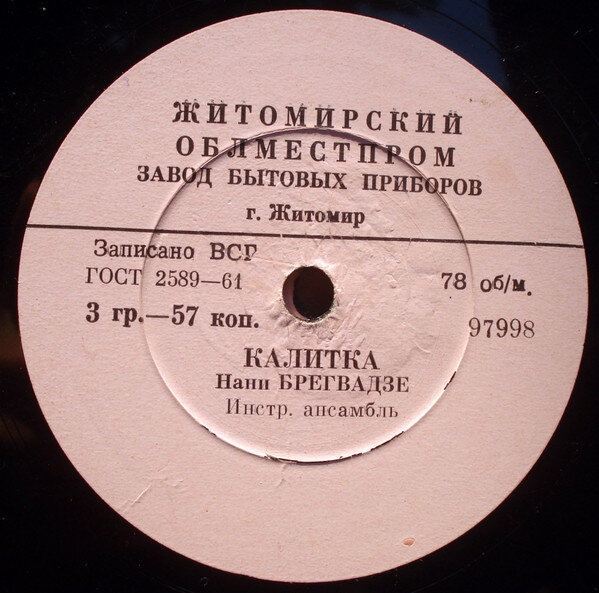 ЖИТОМИРСКИЙ
ОБЛМЕСТПРОМ
ЗАВОД БЫТОВЫХ ПРИБОРОВ
г. Житомир
Записано ВСГ
ГОСТ 2589—61
78 об/м.
3 гр.—57 коп.
97998
КАЛИТКА
Нани БРЕГВАДЗЕ
Инстр. ансамбль